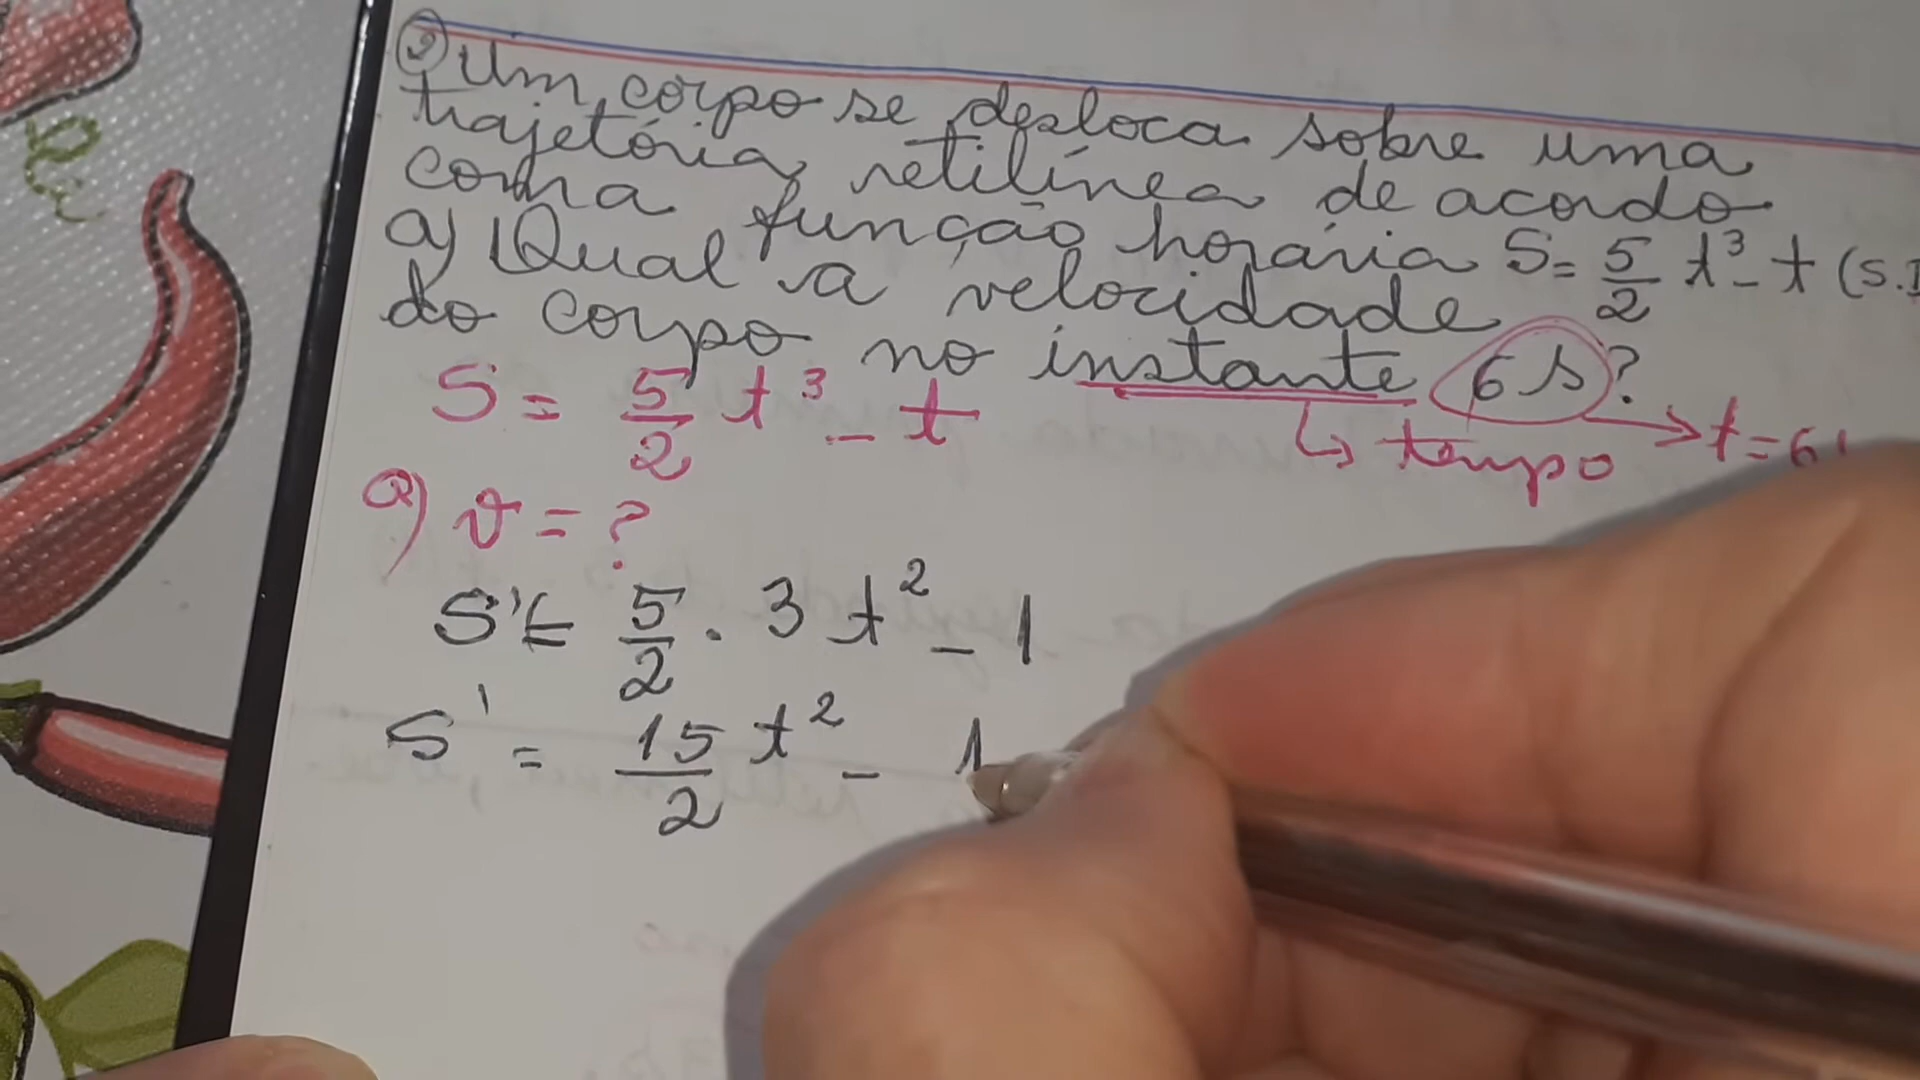 ② Um corpo se desloca sobre uma
trajetória retilínea de acordo
com a função horária S = 5/2 t³ - t (S.I
a) Qual a velocidade
do corpo no instante 6 s?
S = 5/2 t³ - t
↳ tempo
→ t = 6
a) v = ?
S' = 5/2 . 3 t² - 1
S' = 15/2 t² - 1